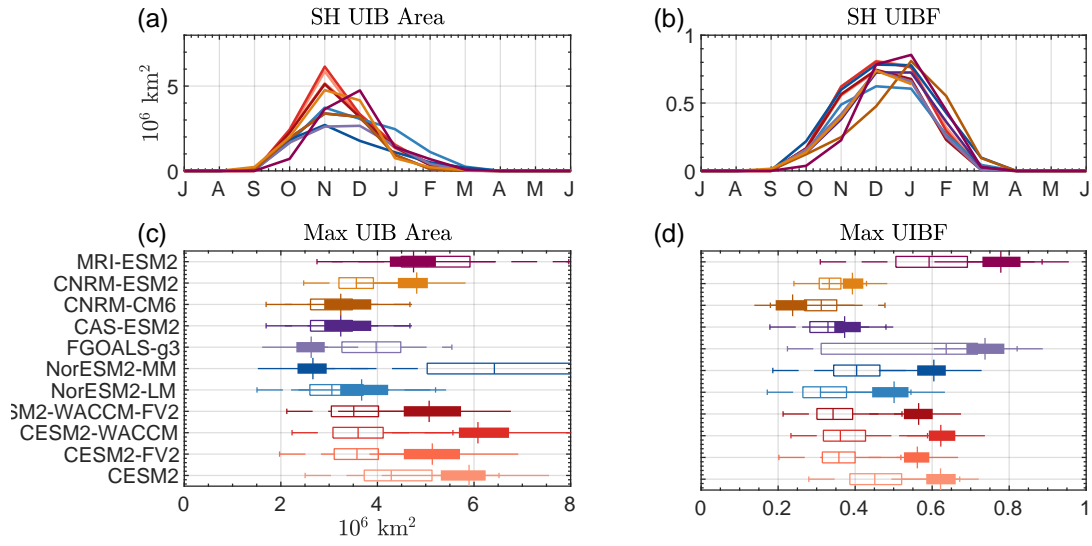 (a) SH UIB Area
(b) SH UIBF
10⁶ km²
5
0
J A S O N D J F M A M J
1
0.5
0
J A S O N D J F M A M J
(c) Max UIB Area
(d) Max UIBF
MRI-ESM2
CNRM-ESM2
CNRM-CM6
CAS-ESM2
FGOALS-g3
NorESM2-MM
NorESM2-LM
SM2-WACCM-FV2
CESM2-WACCM
CESM2-FV2
CESM2
0 2 4 6 8
10⁶ km²
0 0.2 0.4 0.6 0.8 1